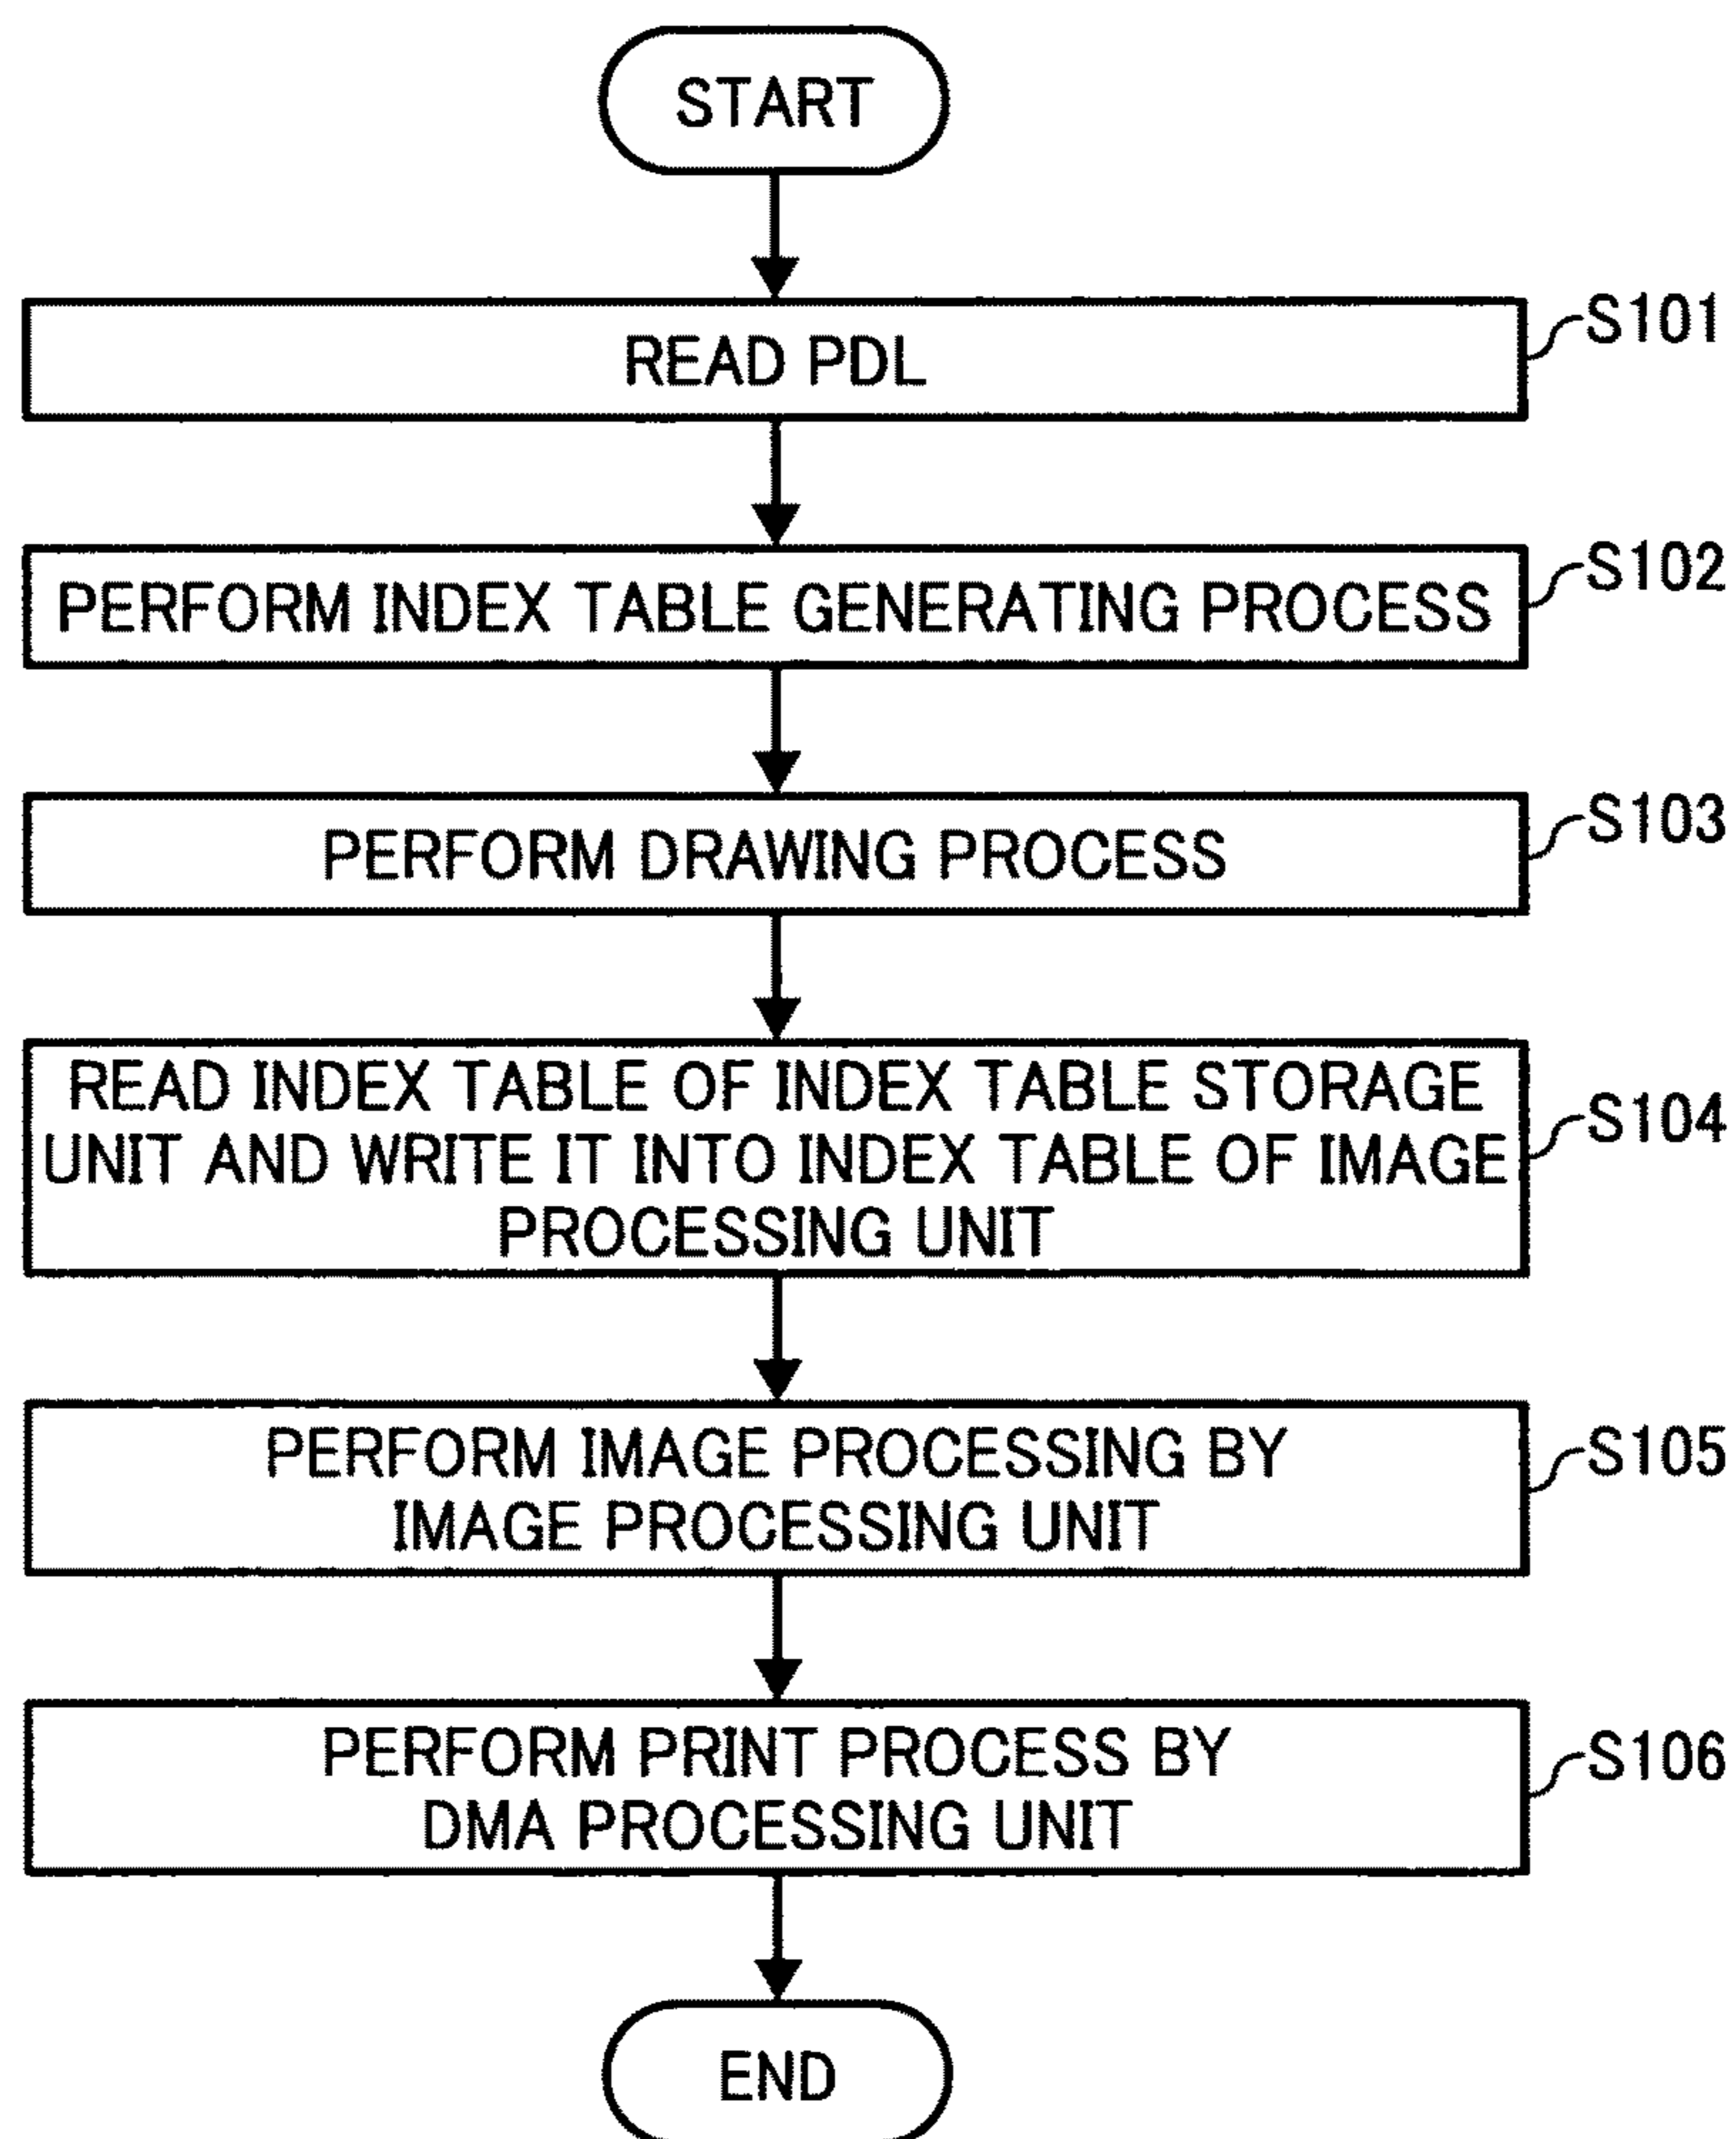 START
READ PDL
S101
PERFORM INDEX TABLE GENERATING PROCESS
S102
PERFORM DRAWING PROCESS
S103
READ INDEX TABLE OF INDEX TABLE STORAGE
UNIT AND WRITE IT INTO INDEX TABLE OF IMAGE
PROCESSING UNIT
S104
PERFORM IMAGE PROCESSING BY
IMAGE PROCESSING UNIT
S105
PERFORM PRINT PROCESS BY
DMA PROCESSING UNIT
S106
END